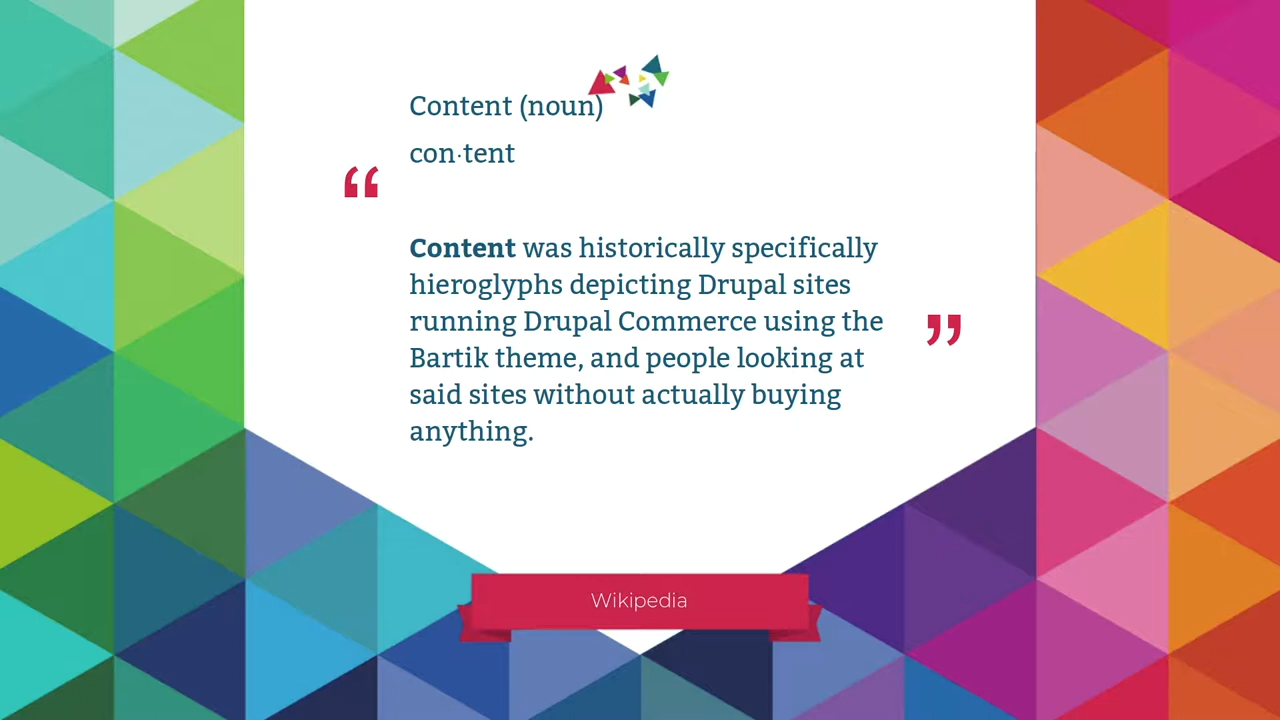 Content (noun)
con·tent
“
Content was historically specifically
hieroglyphs depicting Drupal sites
running Drupal Commerce using the
Bartik theme, and people looking at
said sites without actually buying
anything.
”
Wikipedia